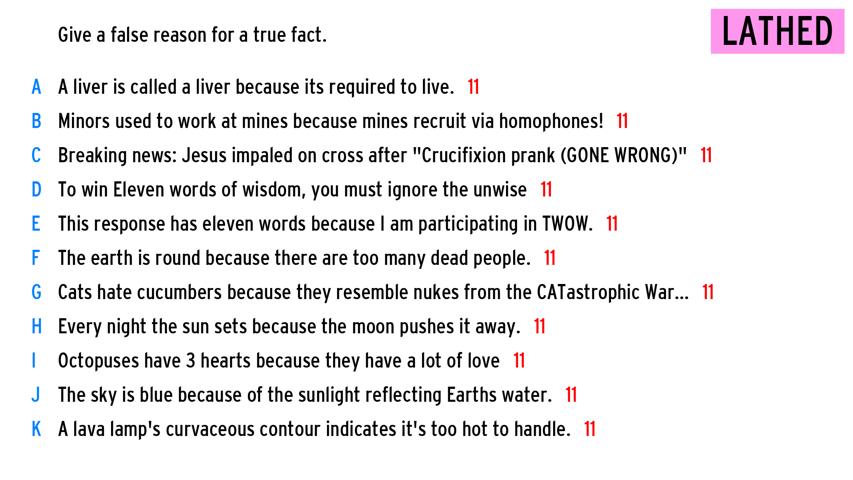 Give a false reason for a true fact.
LATHED
A A liver is called a liver because its required to live. 11
B Minors used to work at mines because mines recruit via homophones! 11
C Breaking news: Jesus impaled on cross after "Crucifixion prank (GONE WRONG)" 11
D To win Eleven words of wisdom, you must ignore the unwise 11
E This response has eleven words because I am participating in TWOW. 11
F The earth is round because there are too many dead people. 11
G Cats hate cucumbers because they resemble nukes from the CATastrophic War... 11
H Every night the sun sets because the moon pushes it away. 11
I Octopuses have 3 hearts because they have a lot of love 11
J The sky is blue because of the sunlight reflecting Earths water. 11
K A lava lamp's curvaceous contour indicates it's too hot to handle. 11